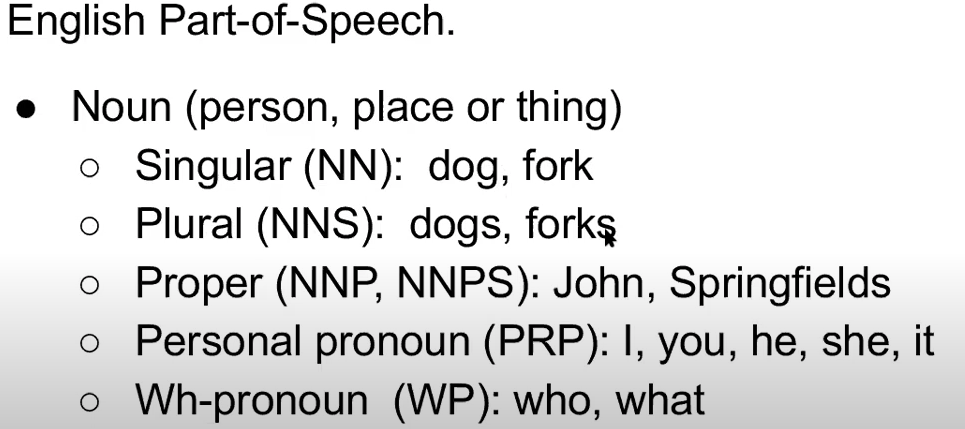 English Part-of-Speech.
● Noun (person, place or thing)
○ Singular (NN): dog, fork
○ Plural (NNS): dogs, forks
○ Proper (NNP, NNPS): John, Springfields
○ Personal pronoun (PRP): I, you, he, she, it
○ Wh-pronoun (WP): who, what